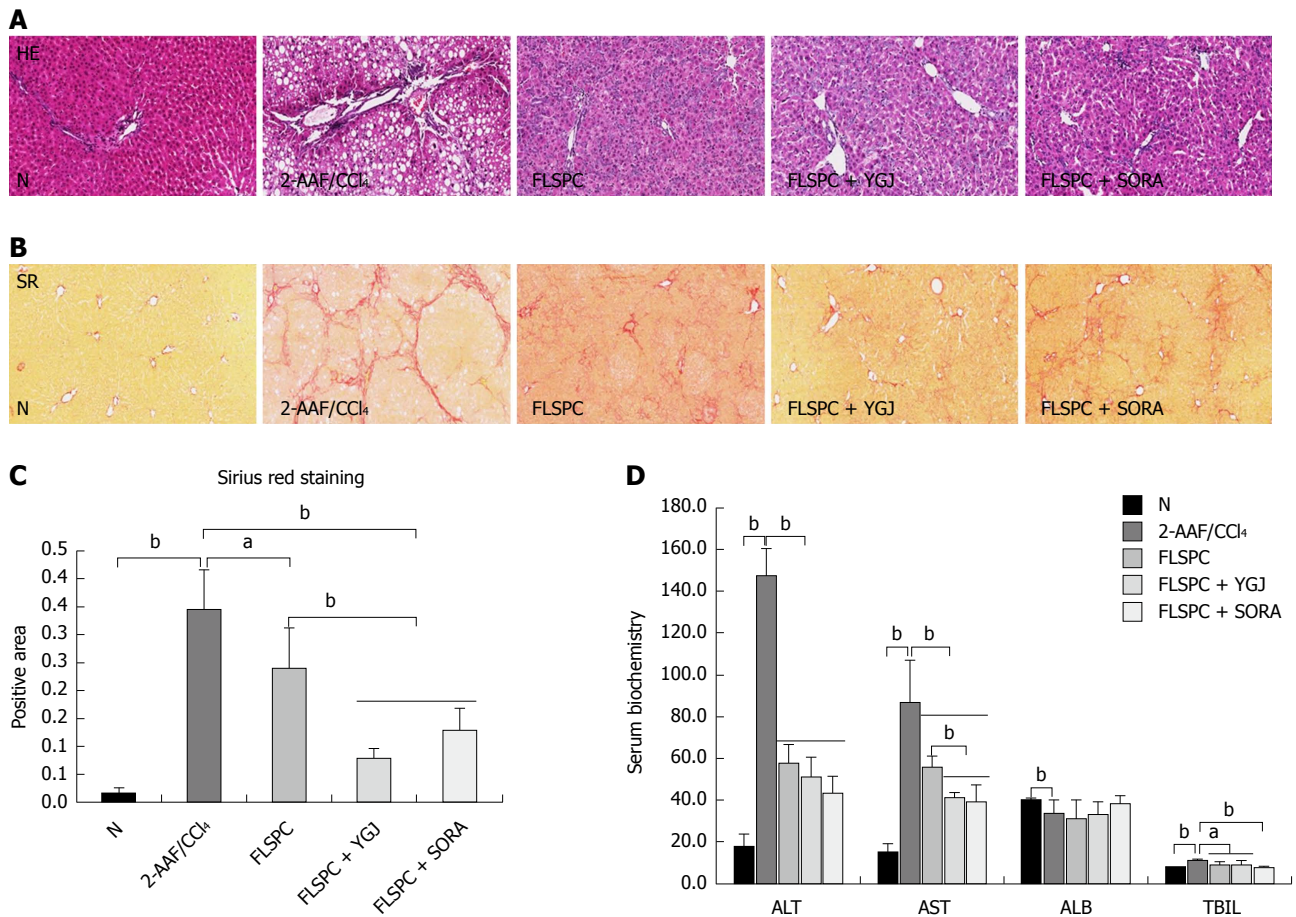 A
HE
N
2-AAF/CCl₄
FLSPC
FLSPC + YGJ
FLSPC + SORA
B
SR
N
2-AAF/CCl₄
FLSPC
FLSPC + YGJ
FLSPC + SORA
C
Sirius red staining
b
b
a
b
Positive area
0.5
0.4
0.4
0.3
0.3
0.2
0.2
0.1
0.1
0.0
N
2-AAF/CCl₄
FLSPC
FLSPC + YGJ
FLSPC + SORA
D
Serum biochemistry
180.0
160.0
140.0
120.0
100.0
80.0
60.0
40.0
20.0
0.0
b
b
b
b
b
b
b
a
b
ALT
AST
ALB
TBIL
N
2-AAF/CCl₄
FLSPC
FLSPC + YGJ
FLSPC + SORA